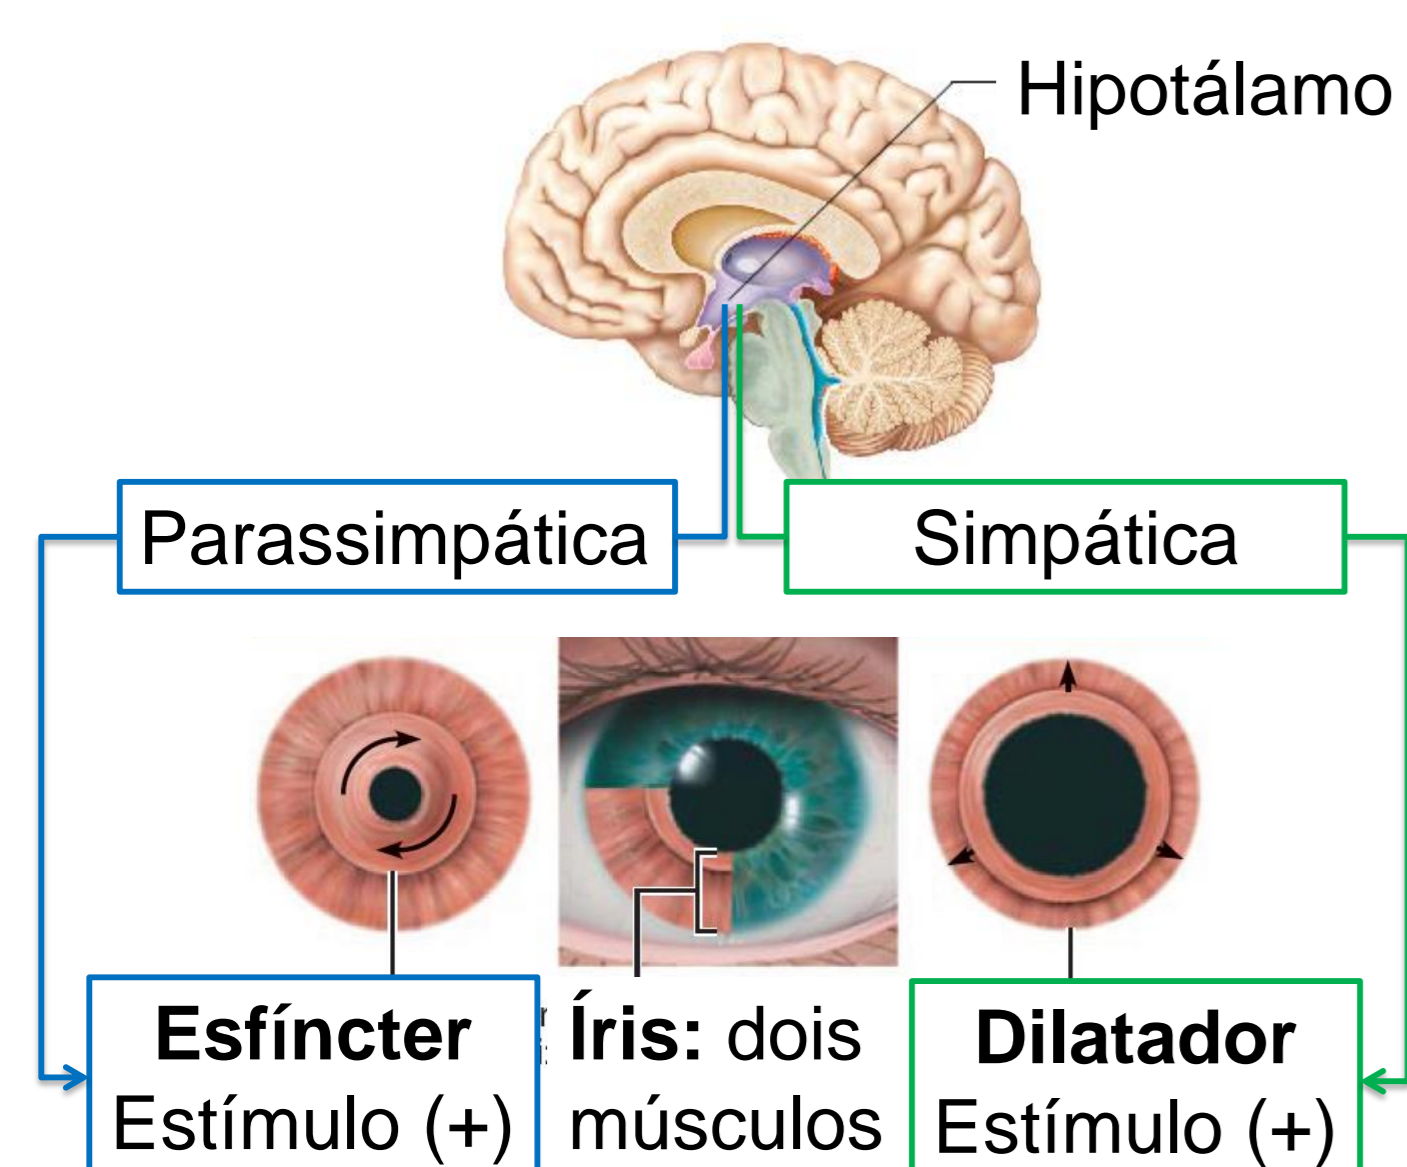 Hipotálamo
Parassimpática
Simpática
Esfíncter
Estímulo (+)
Íris: dois
músculos
Dilatador
Estímulo (+)